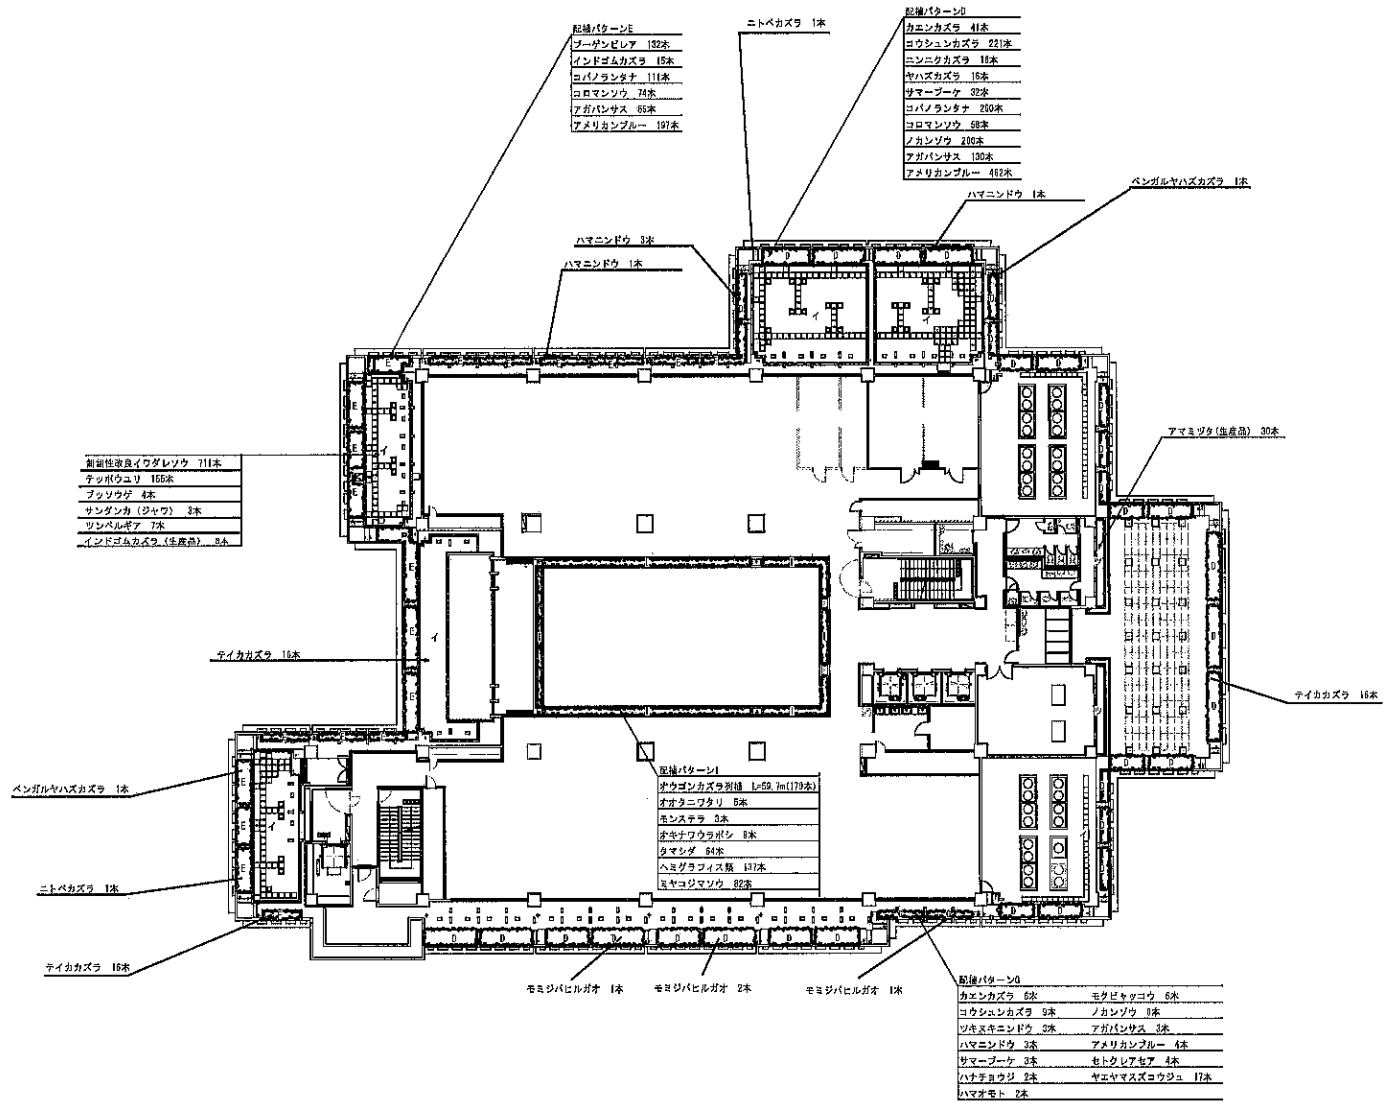 配植パターンE
ブーゲンビレア 132本
インドゴムカズラ 15本
コバノランタナ 111本
コロマンソウ 74本
アガパンサス 65本
アメリカンブルー 197本
ニトベカズラ 1本
配植パターンD
カエンカズラ 41本
コウシュンカズラ 221本
ニンニクカズラ 18本
ヤハズカズラ 16本
サマーブーケ 32本
コバノランタナ 200本
コロマンソウ 58本
ノカンゾウ 200本
アガパンサス 130本
アメリカンブルー 462本
ベンガルヤハズカズラ 1本
ハマニンドウ 1本
ハマニンドウ 3本
ハマニンドウ 1本
アマミヅタ(生産品) 30本
イワダレソウ 711本
テッポウユリ 155本
ブッソウゲ 4本
サンダンカ (ジャワ) 3本
ツンベルギア 7本
インドゴムカズラ (生産品) 8本
テイカカズラ 15本
テイカカズラ 16本
ベンガルヤハズカズラ 1本
ニトベカズラ 1本
テイカカズラ 16本
配植パターンI
オウゴンカズラ列植 L=59.7m(179本)
オオタニワタリ 5本
モンステラ 3本
オキナワウラボシ 8本
タマシダ 64本
ヘミグラフィス類 137本
ミヤコジマソウ 82本
モミジバヒルガオ 1本
モミジバヒルガオ 2本
モミジバヒルガオ 1本
配植パターンG
カエンカズラ 6本 モクビャッコウ 6本
コウシュンカズラ 9本 ノカンゾウ 8本
ツキヌキニンドウ 3本 アガパンサス 3本
ハマニンドウ 3本 アメリカンブルー 4本
サマーブーケ 3本 セトクレアセア 4本
ハナチョウジ 2本 ヤエヤマスズコウジュ 17本
ハマオモト 2本